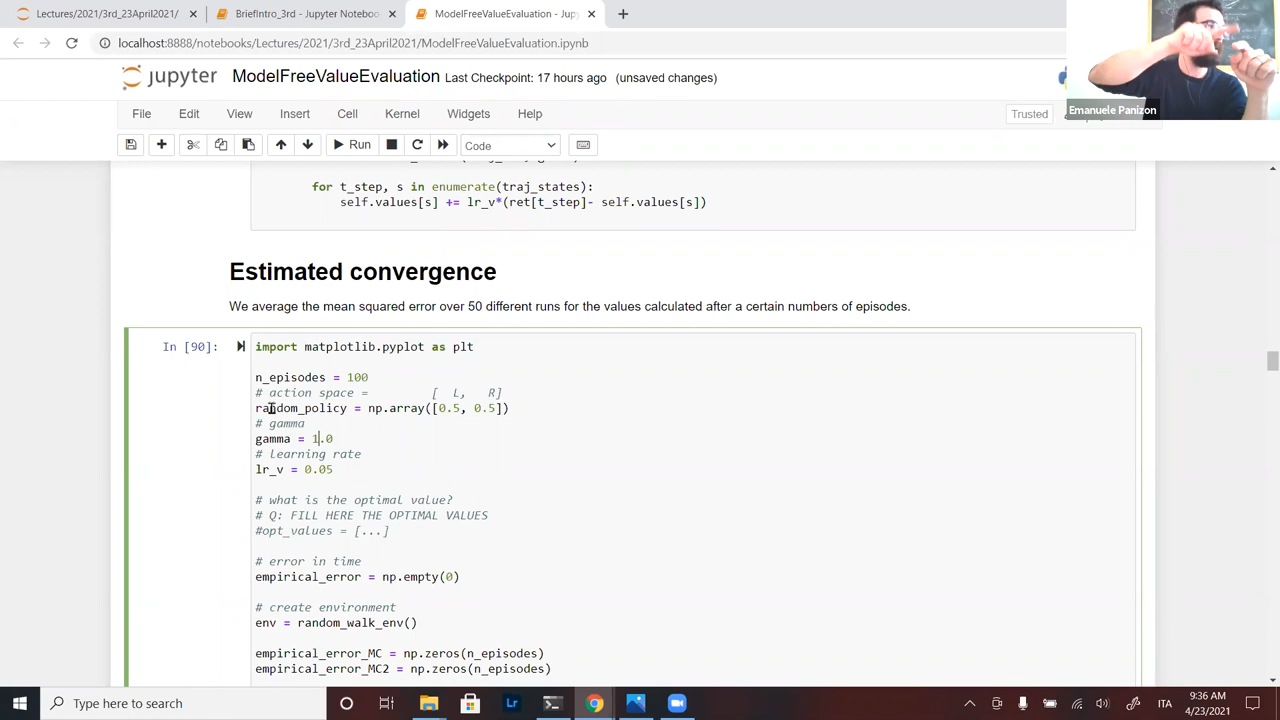 Lectures/2021/3rd_23April2021/
BriefIntro_3rd - Jupyter Noteboo
ModelFreeValueEvaluation - Jup
localhost:8888/notebooks/Lectures/2021/3rd_23April2021/ModelFreeValueEvaluation.ipynb
Emanuele Panizon
jupyter ModelFreeValueEvaluation Last Checkpoint: 17 hours ago (unsaved changes)
File Edit View Insert Cell Kernel Widgets Help
Trusted
Run Code
for t_step, s in enumerate(traj_states):
self.values[s] += lr_v*(ret[t_step]- self.values[s])
Estimated convergence
We average the mean squared error over 50 different runs for the values calculated after a certain numbers of episodes.
In [90]:
import matplotlib.pyplot as plt
n_episodes = 100
# action space = [ L, R]
random_policy = np.array([0.5, 0.5])
# gamma
gamma = 1.0
# learning rate
lr_v = 0.05
# what is the optimal value?
# Q: FILL HERE THE OPTIMAL VALUES
#opt_values = [...]
# error in time
empirical_error = np.empty(0)
# create environment
env = random_walk_env()
empirical_error_MC = np.zeros(n_episodes)
empirical_error_MC2 = np.zeros(n_episodes)
Type here to search
ITA
9:36 AM
4/23/2021